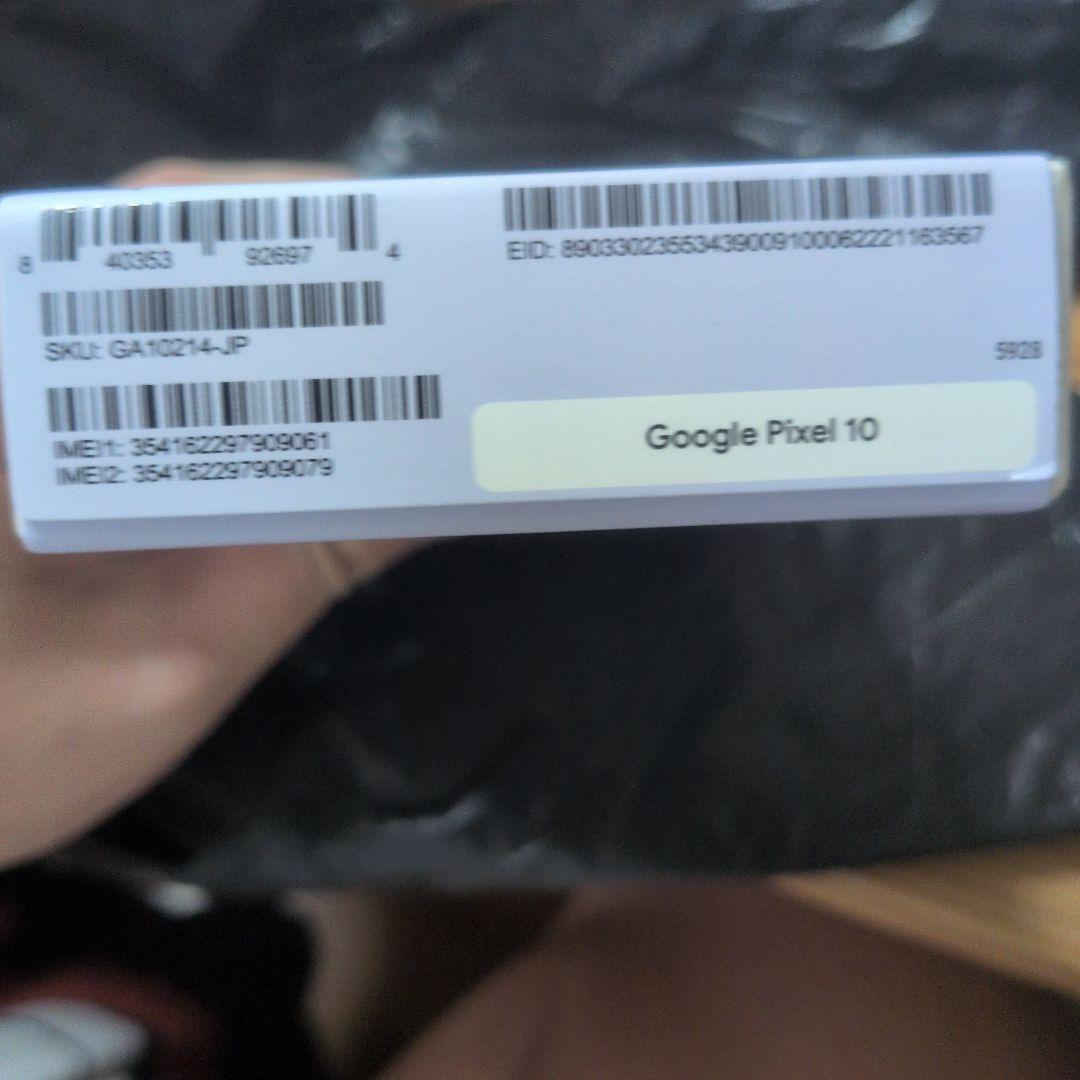 8 40353 92697 4
SKU: GA10214-JP
IMEI1: 354162297909061
IMEI2: 354162297909079
EID: 89033023553439009100062221163567
5928
Google Pixel 10